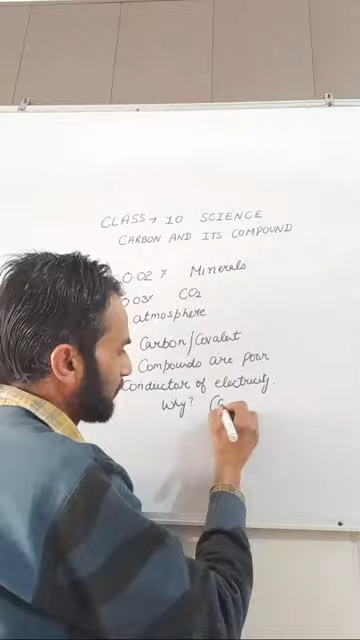 CLASS → 10 SCIENCE
CARBON AND ITS COMPOUND
0.02 % Minerals
03% CO2
atmosphere
Carbon/Covalent
Compounds are poor
Conductor of electricity.
Why? (